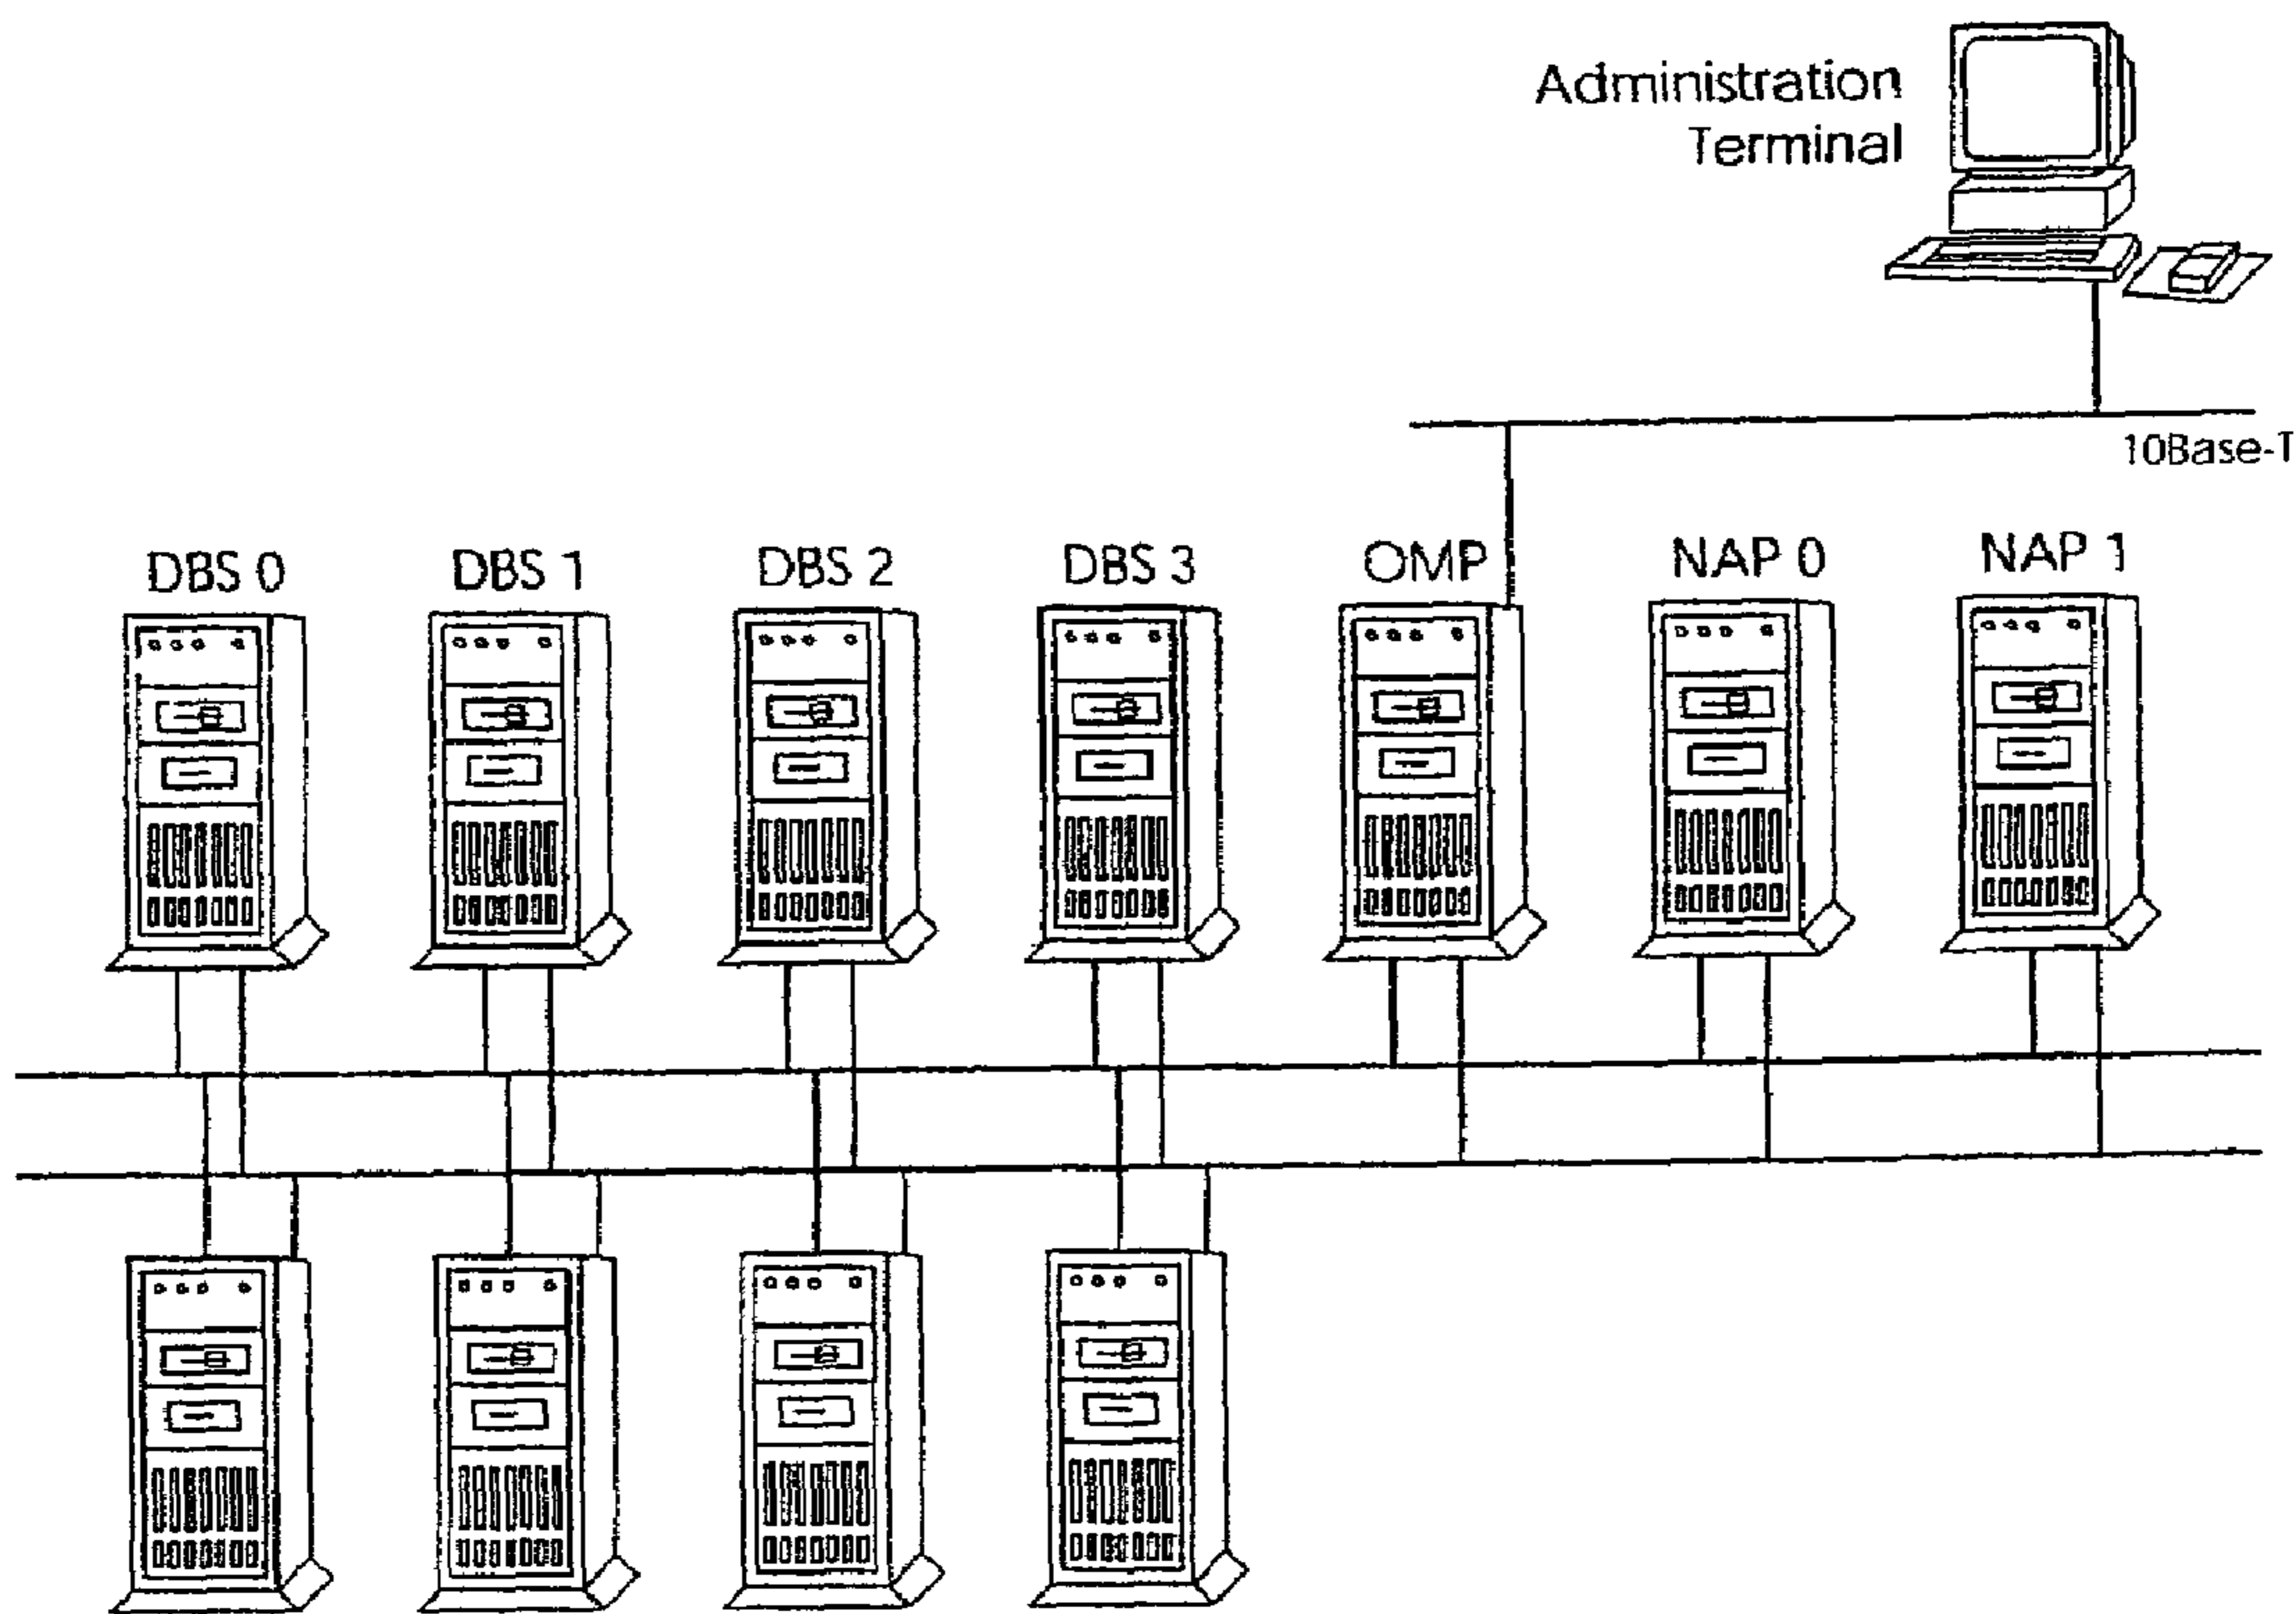 Administration
Terminal
10Base-T
DBS 0
DBS 1
DBS 2
DBS 3
OMP
NAP 0
NAP 1